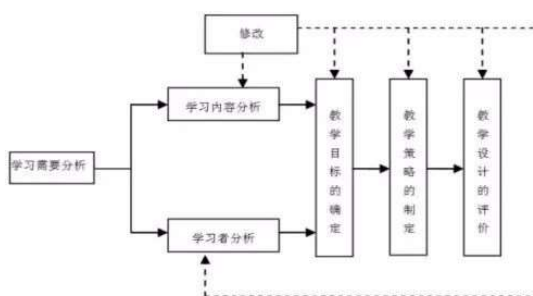 修改
学习内容分析
学习需要分析
学习者分析
教学目标的确定
教学策略的制定
教学设计的评价